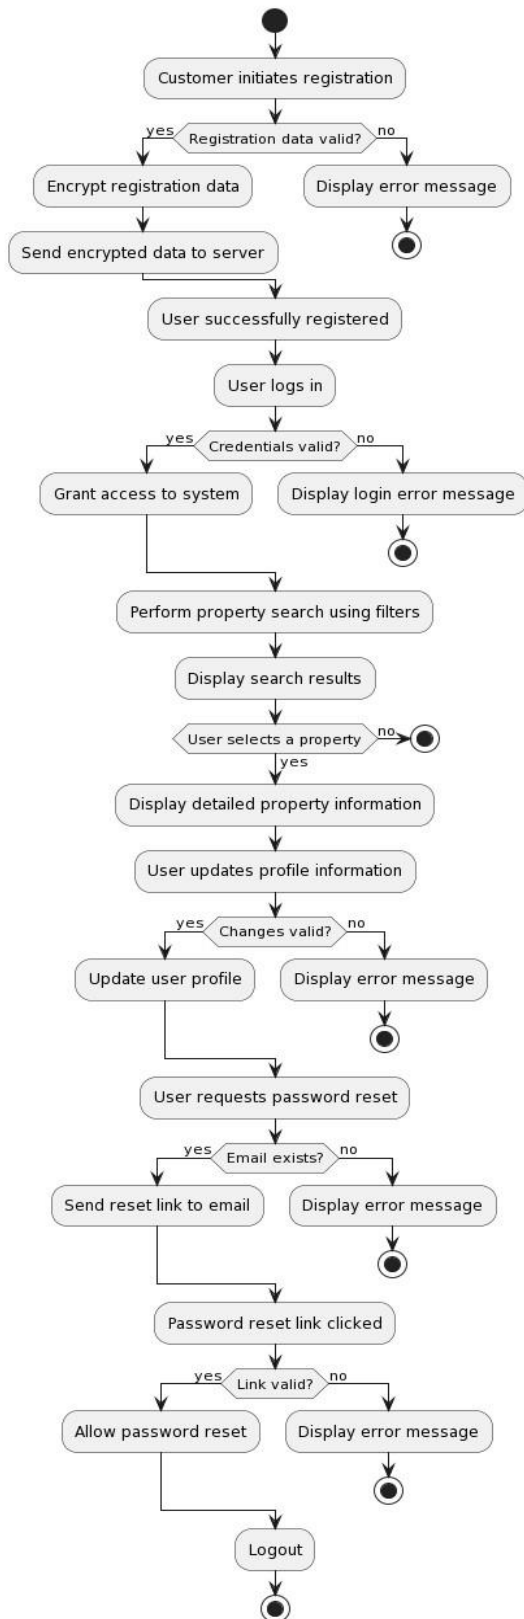 Customer initiates registration
yes
Registration data valid?
no
Encrypt registration data
Display error message
Send encrypted data to server
User successfully registered
User logs in
yes
Credentials valid?
no
Grant access to system
Display login error message
Perform property search using filters
Display search results
User selects a property
no
yes
Display detailed property information
User updates profile information
yes
Changes valid?
no
Update user profile
Display error message
User requests password reset
yes
Email exists?
no
Send reset link to email
Display error message
Password reset link clicked
yes
Link valid?
no
Allow password reset
Display error message
Logout